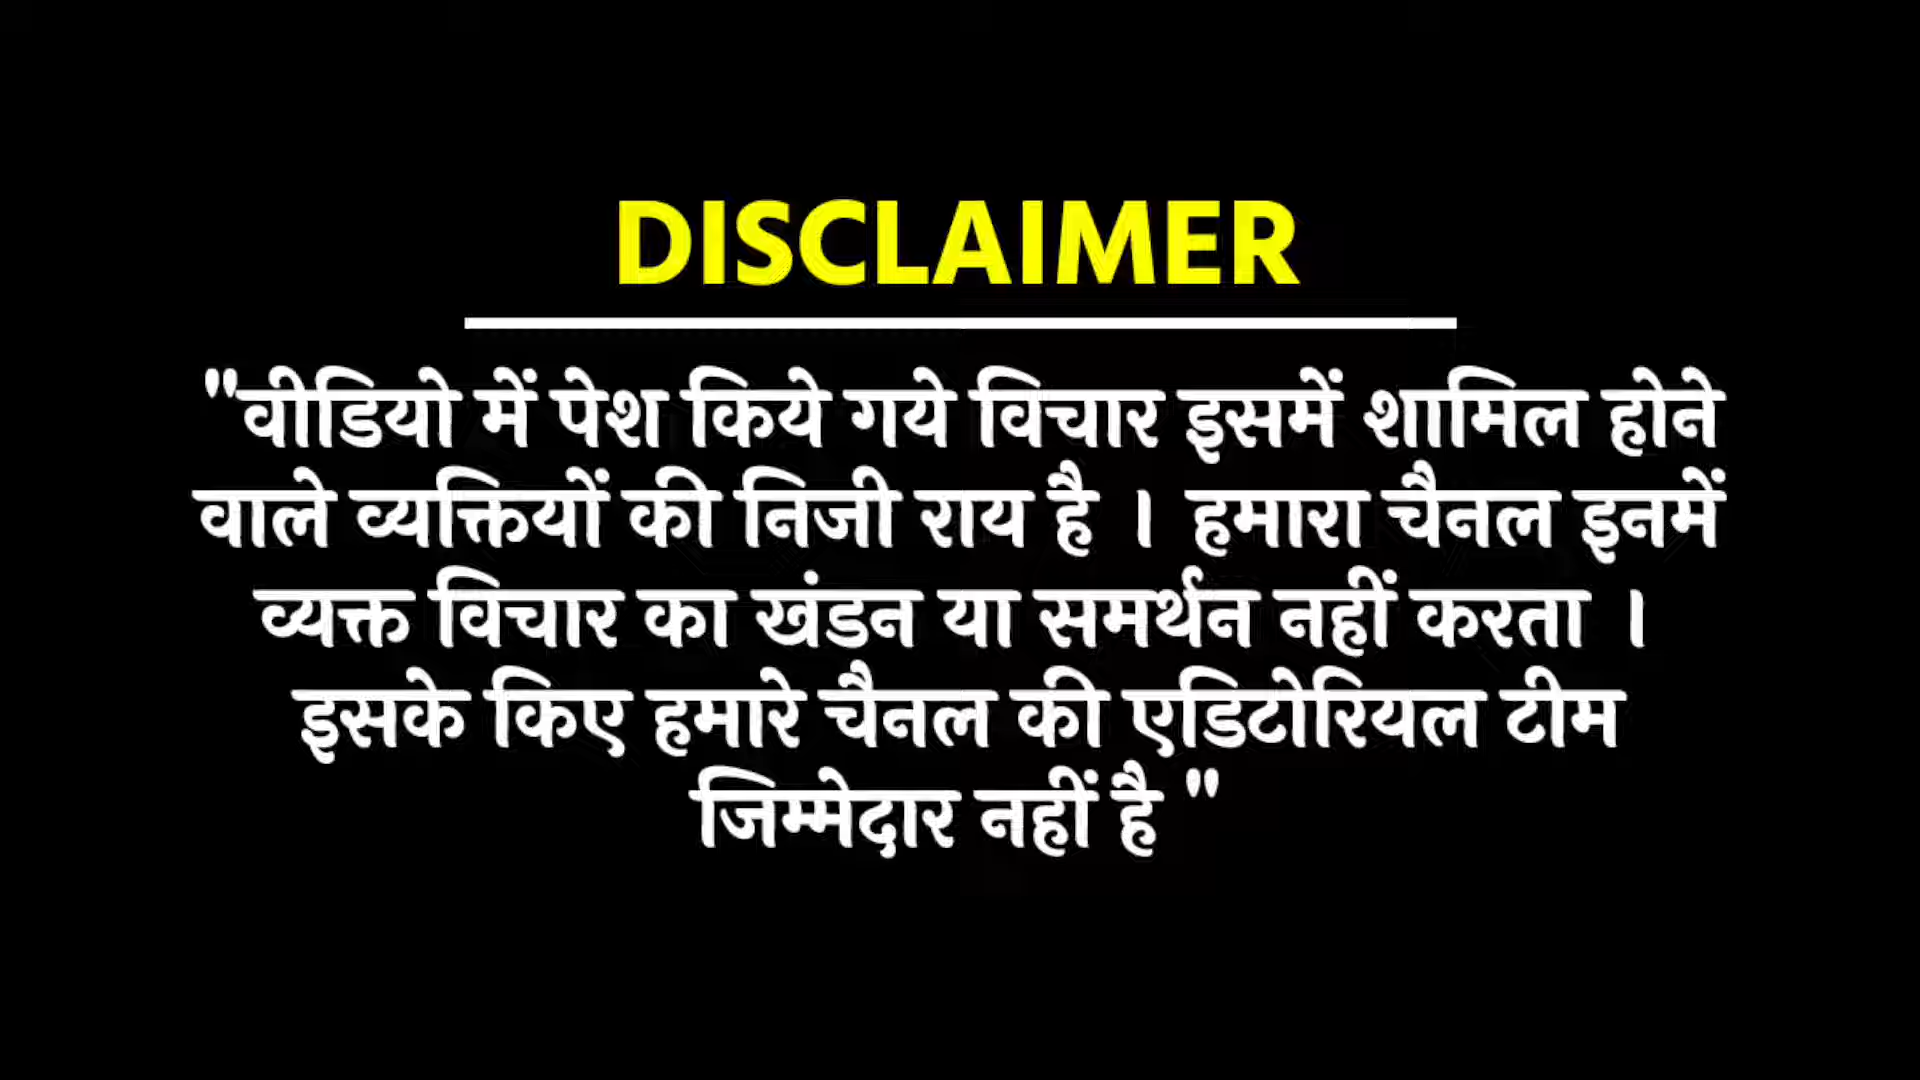 DISCLAIMER
"वीडियो में पेश किये गये विचार इसमें शामिल होने
वाले व्यक्तियों की निजी राय है । हमारा चैनल इनमें
व्यक्त विचार का खंडन या समर्थन नहीं करता ।
इसके किए हमारे चैनल की एडिटोरियल टीम
जिम्मेदार नहीं है "